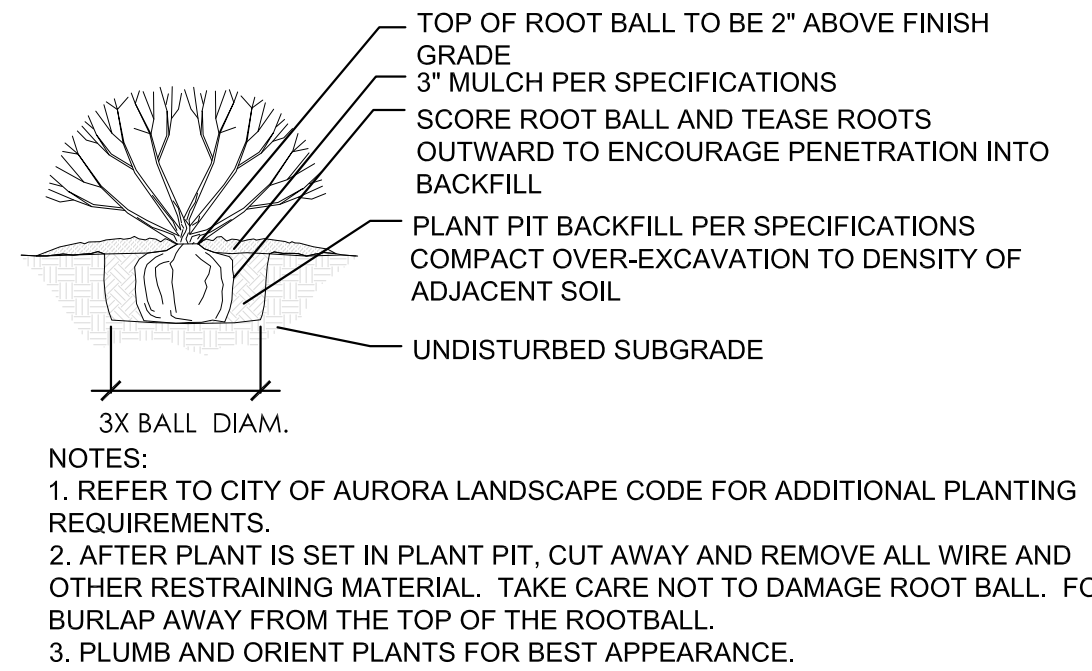 TOP OF ROOT BALL TO BE 2" ABOVE FINISH
GRADE
3" MULCH PER SPECIFICATIONS
SCORE ROOT BALL AND TEASE ROOTS
OUTWARD TO ENCOURAGE PENETRATION INTO
BACKFILL
PLANT PIT BACKFILL PER SPECIFICATIONS
COMPACT OVER-EXCAVATION TO DENSITY OF
ADJACENT SOIL
UNDISTURBED SUBGRADE
3X BALL DIAM.
NOTES:
1. REFER TO CITY OF AURORA LANDSCAPE CODE FOR ADDITIONAL PLANTING
REQUIREMENTS.
2. AFTER PLANT IS SET IN PLANT PIT, CUT AWAY AND REMOVE ALL WIRE AND
OTHER RESTRAINING MATERIAL. TAKE CARE NOT TO DAMAGE ROOT BALL.
BURLAP AWAY FROM THE TOP OF THE ROOTBALL.
3. PLUMB AND ORIENT PLANTS FOR BEST APPEARANCE.